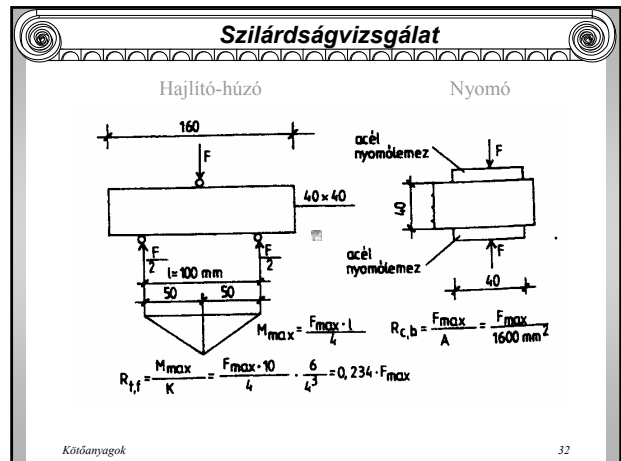 Szilárdságvizsgálat
Hajlító-húzó
Nyomó
160
F
40×40
F/2
F/2
l=100 mm
50
50
M_max = F_max·l / 4
R_t,f = M_max / K = F_max·10 / 4 · 6 / 4³ = 0,234·F_max
acél
nyomólemez
F
40
acél
nyomólemez
F
40
R_c,b = F_max / A = F_max / 1600 mm²
Kötőanyagok
32